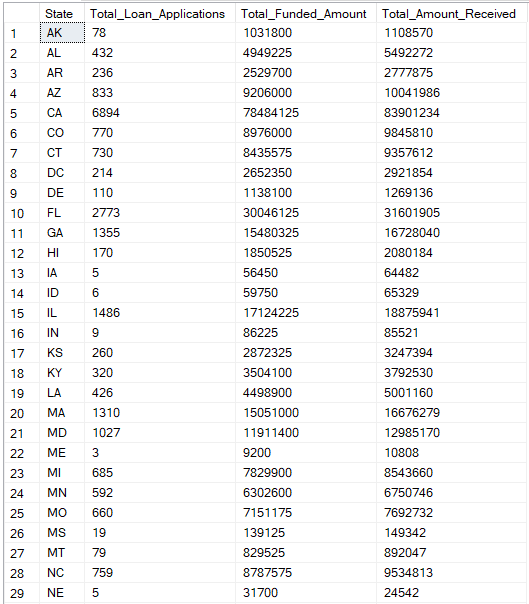 State Total_Loan_Applications Total_Funded_Amount Total_Amount_Received
1 AK 78 1031800 1108570
2 AL 432 4949225 5492272
3 AR 236 2529700 2777875
4 AZ 833 9206000 10041986
5 CA 6894 78484125 83901234
6 CO 770 8976000 9845810
7 CT 730 8435575 9357612
8 DC 214 2652350 2921854
9 DE 110 1138100 1269136
10 FL 2773 30046125 31601905
11 GA 1355 15480325 16728040
12 HI 170 1850525 2080184
13 IA 5 56450 64482
14 ID 6 59750 65329
15 IL 1486 17124225 18875941
16 IN 9 86225 85521
17 KS 260 2872325 3247394
18 KY 320 3504100 3792530
19 LA 426 4498900 5001160
20 MA 1310 15051000 16676279
21 MD 1027 11911400 12985170
22 ME 3 9200 10808
23 MI 685 7829900 8543660
24 MN 592 6302600 6750746
25 MO 660 7151175 7692732
26 MS 19 139125 149342
27 MT 79 829525 892047
28 NC 759 8787575 9534813
29 NE 5 31700 24542